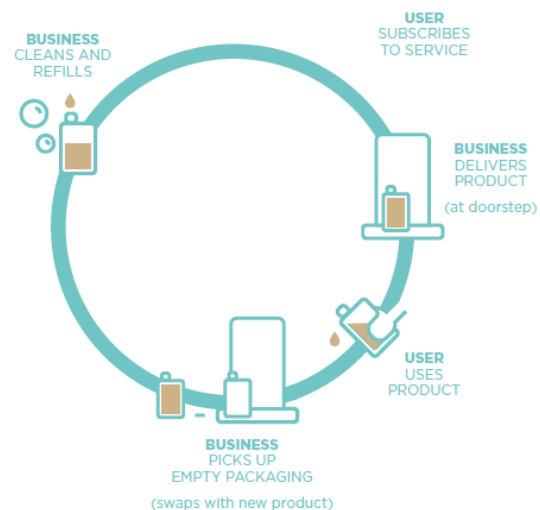 USER
SUBSCRIBES
TO SERVICE
BUSINESS
DELIVERS
PRODUCT
(at doorstep)
USER
USES
PRODUCT
BUSINESS
PICKS UP
EMPTY PACKAGING
(swaps with new product)
BUSINESS
CLEANS AND
REFILLS